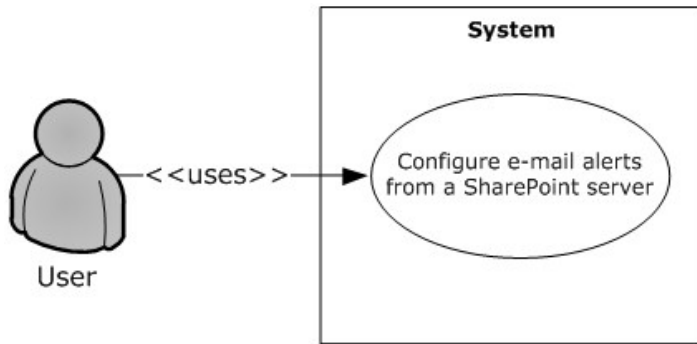 System
<<uses>>
Configure e-mail alerts
from a SharePoint server
User